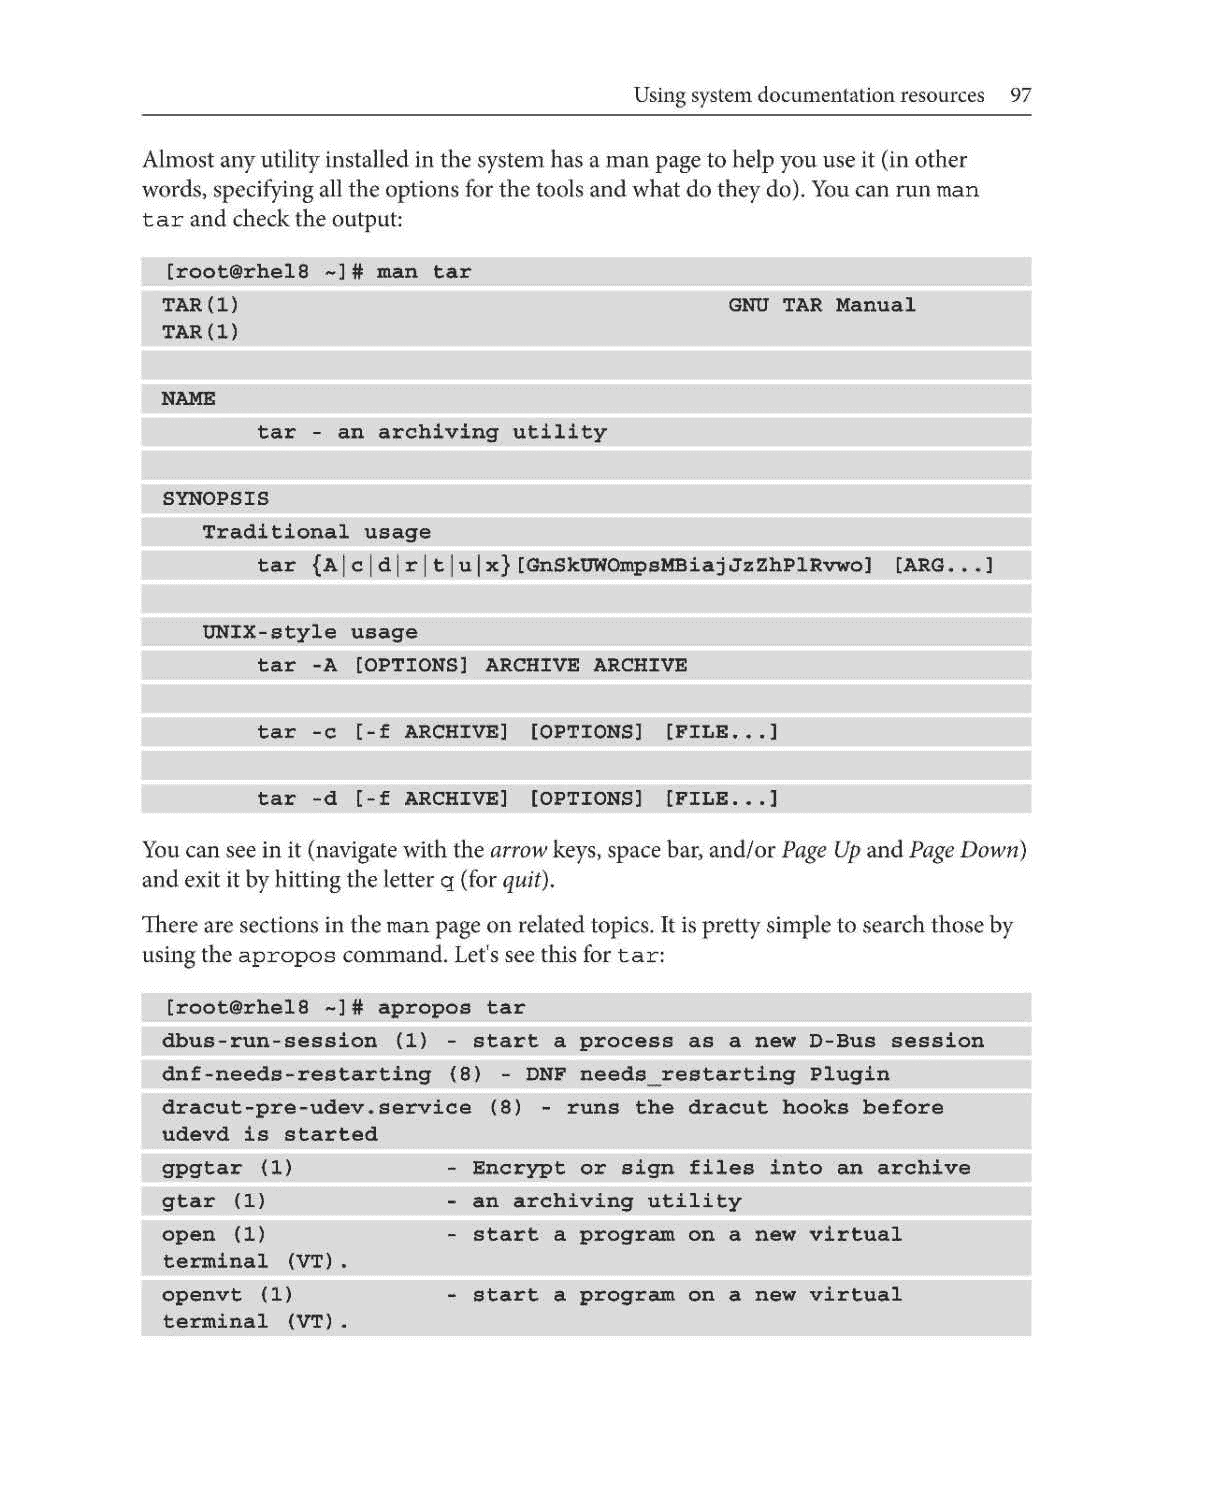 Using system documentation resources 97
Almost any utility installed in the system has a man page to help you use it (in other
words, specifying all the options for the tools and what do they do). You can run man
tar and check the output:
[root@rhel8 ~]# man tar
TAR(1) GNU TAR Manual
TAR(1)
NAME
tar - an archiving utility
SYNOPSIS
Traditional usage
tar {A|c|d|r|t|u|x}[GnSkUWOmpsMBiajJzZhPlRvwo] [ARG...]
UNIX-style usage
tar -A [OPTIONS] ARCHIVE ARCHIVE
tar -c [-f ARCHIVE] [OPTIONS] [FILE...]
tar -d [-f ARCHIVE] [OPTIONS] [FILE...]
You can see in it (navigate with the arrow keys, space bar, and/or Page Up and Page Down)
and exit it by hitting the letter q (for quit).
There are sections in the man page on related topics. It is pretty simple to search those by
using the apropos command. Let's see this for tar:
[root@rhel8 ~]# apropos tar
dbus-run-session (1) - start a process as a new D-Bus session
dnf-needs-restarting (8) - DNF needs_restarting Plugin
dracut-pre-udev.service (8) - runs the dracut hooks before
udevd is started
gpgtar (1) - Encrypt or sign files into an archive
gtar (1) - an archiving utility
open (1) - start a program on a new virtual
terminal (VT).
openvt (1) - start a program on a new virtual
terminal (VT).